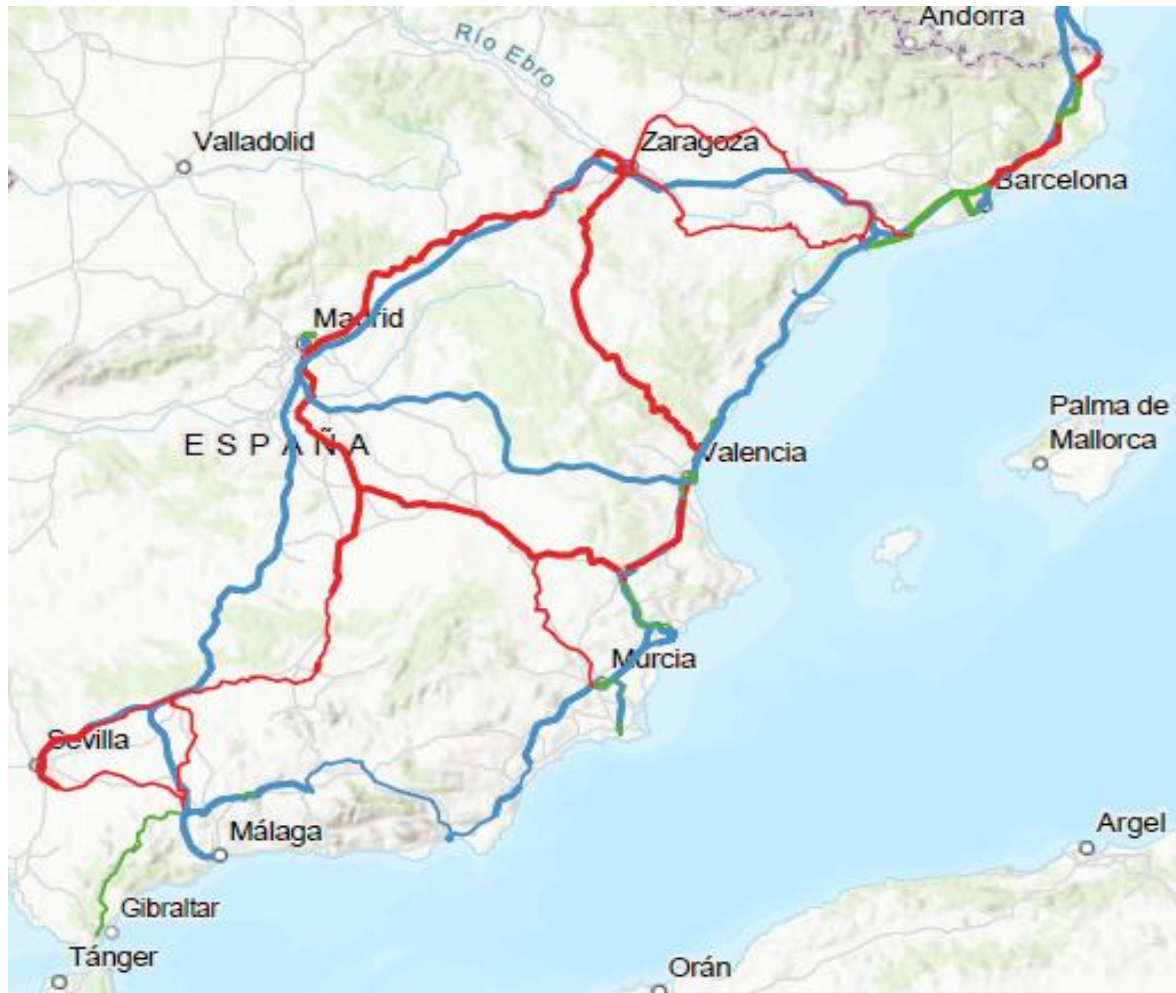 Andorra
Río Ebro
Valladolid
Zaragoza
Barcelona
Madrid
Palma de
Mallorca
ESPAÑA
Valencia
Murcia
Sevilla
Málaga
Argel
Gibraltar
Tánger
Orán